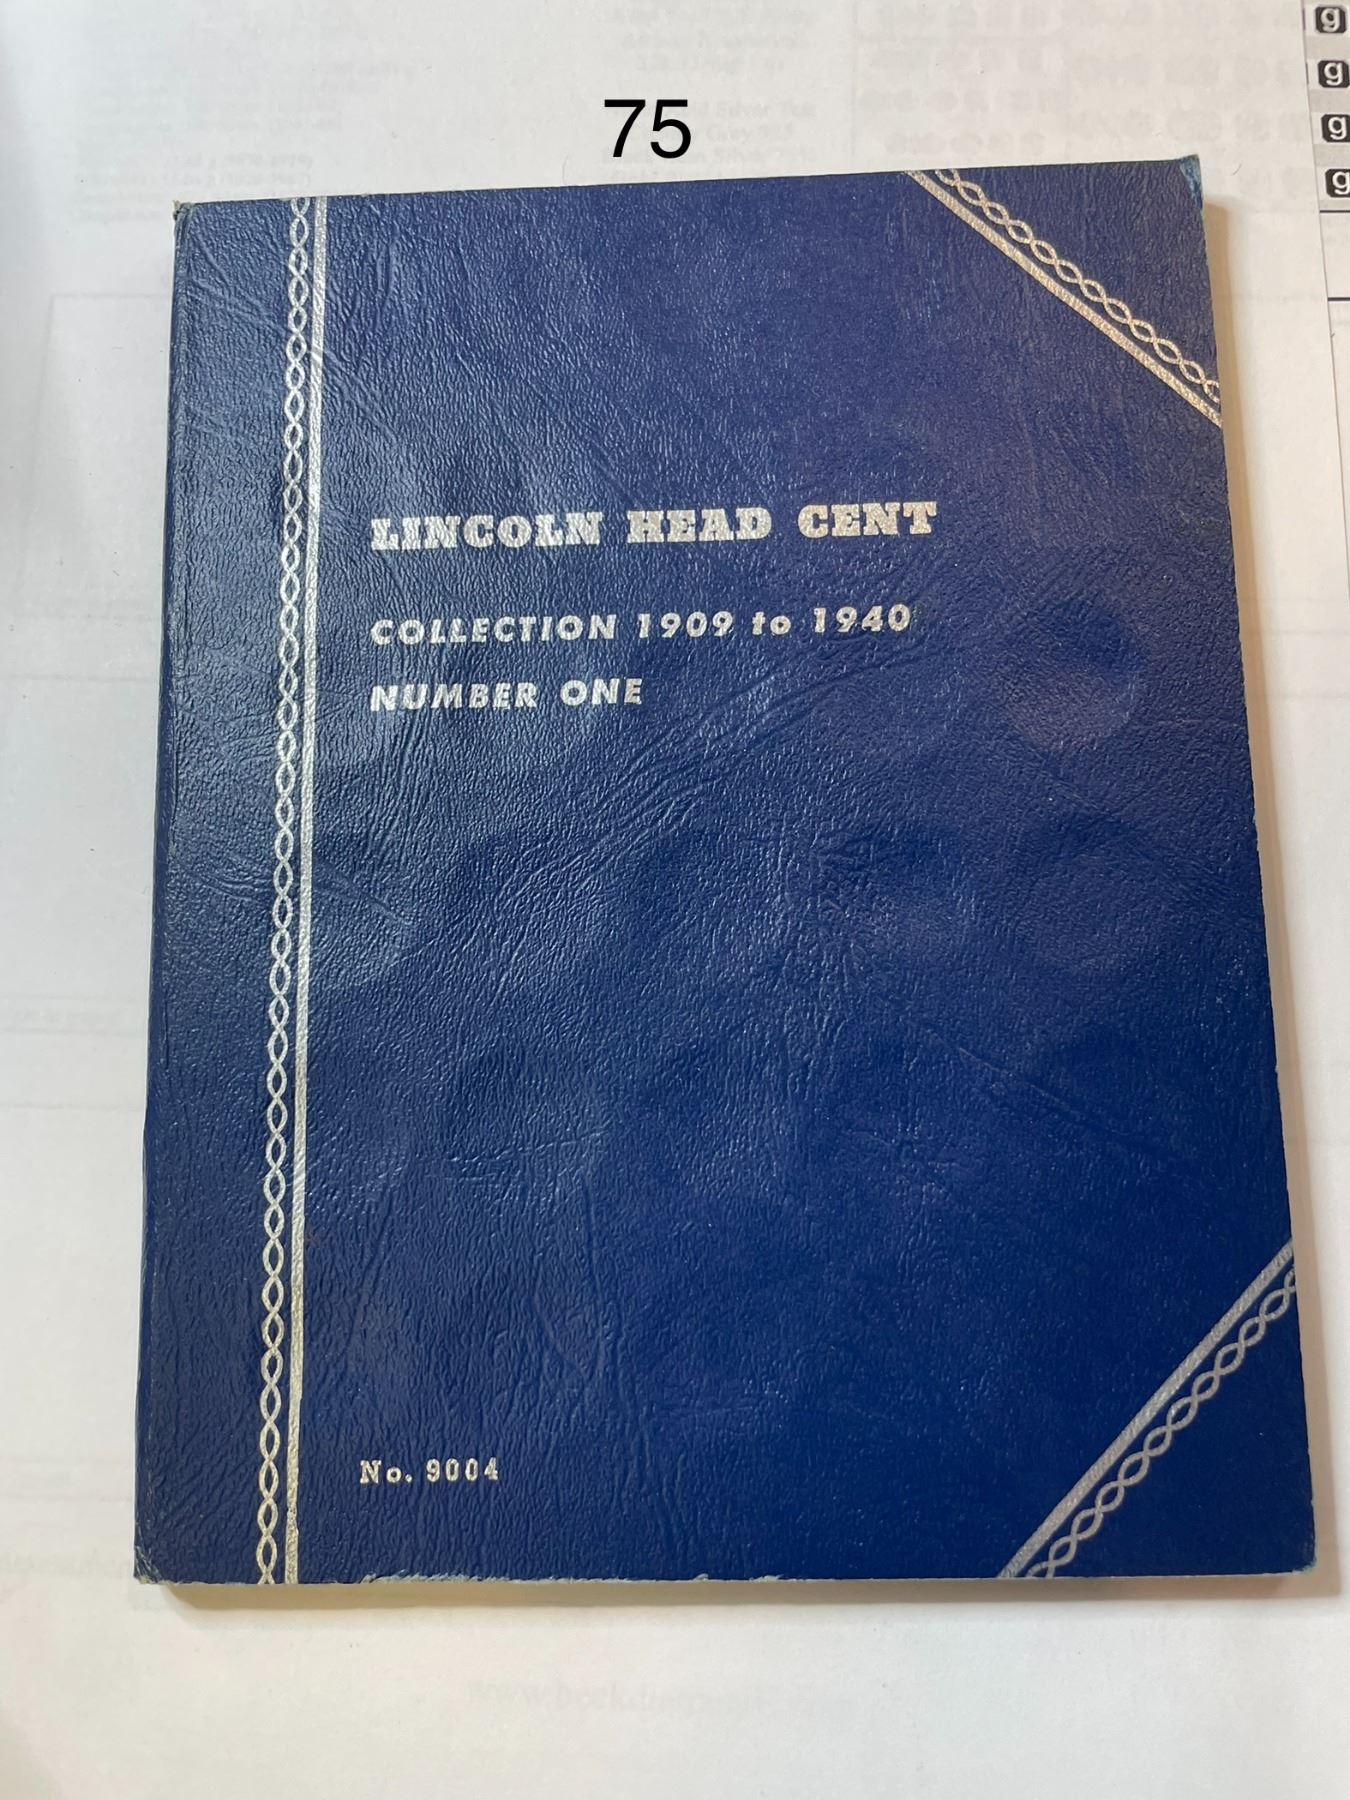 75
g
g
g
g
LINCOLN HEAD CENT
COLLECTION 1909 to 1940
NUMBER ONE
No. 9004